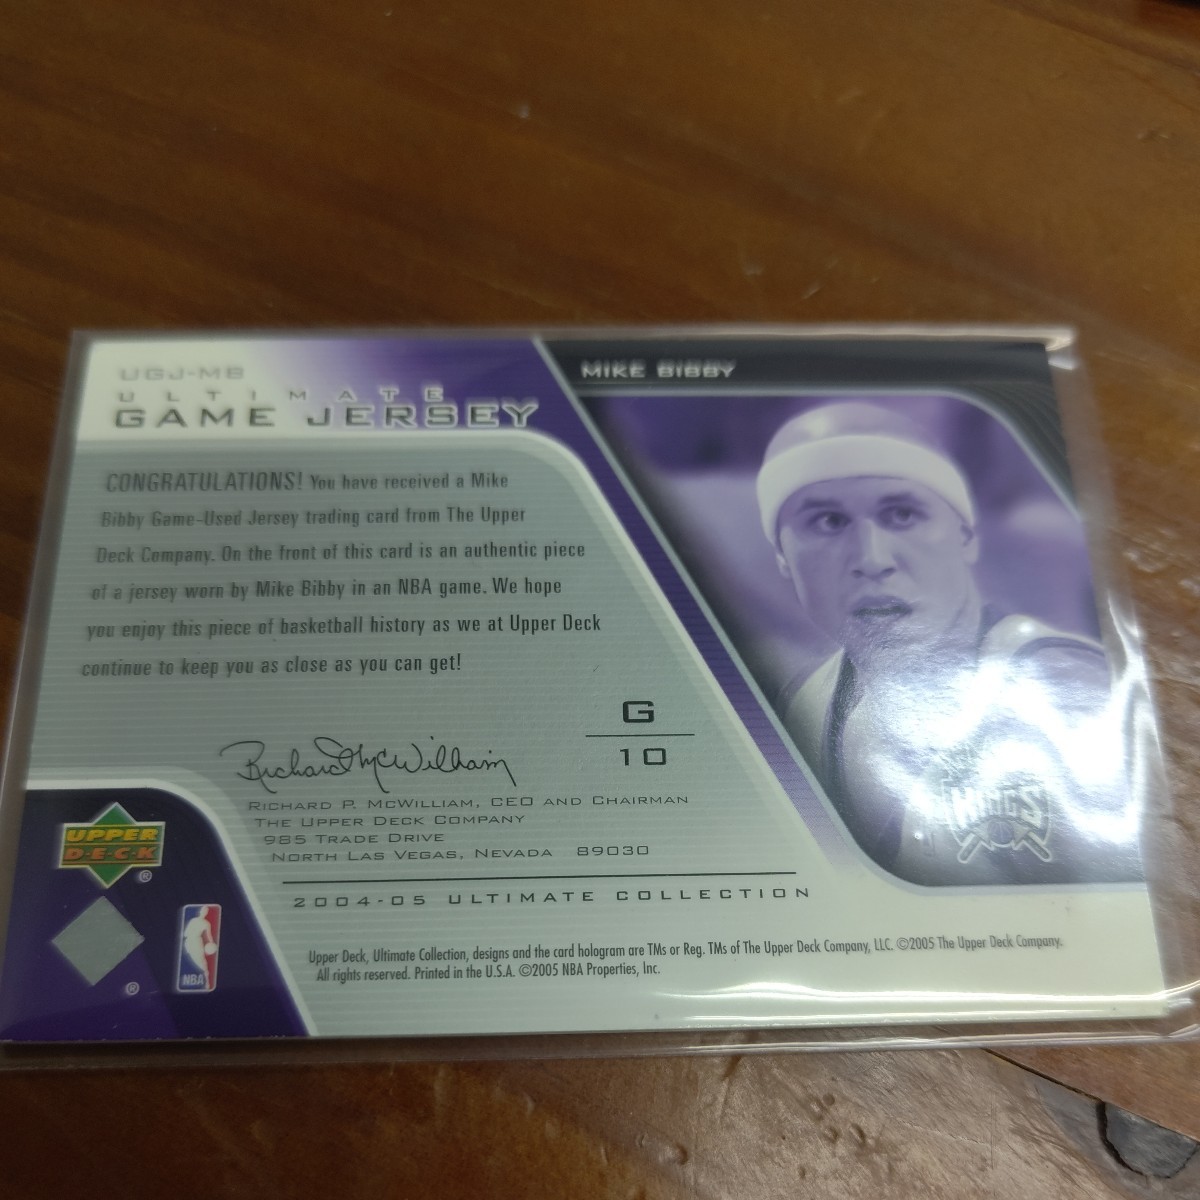 UGJ-MB
ULTIMATE
GAME JERSEY
MIKE BIBBY
CONGRATULATIONS! You have received a Mike
Bibby Game-Used Jersey trading card from The Upper
Deck Company. On the front of this card is an authentic piece
of a jersey worn by Mike Bibby in an NBA game. We hope
you enjoy this piece of basketball history as we at Upper Deck
continue to keep you as close as you can get!
G
10
Richard McWilliam
RICHARD P. MCWILLIAM, CEO AND CHAIRMAN
THE UPPER DECK COMPANY
985 TRADE DRIVE
NORTH LAS VEGAS, NEVADA 89030
2004-05 ULTIMATE COLLECTION
KINGS
UPPER
D·E·C·K
®
®
NBA
Upper Deck, Ultimate Collection, designs and the card hologram are TMs or Reg. TMs of The Upper Deck Company, LLC. ©2005 The Upper Deck Company.
All rights reserved. Printed in the U.S.A. ©2005 NBA Properties, Inc.